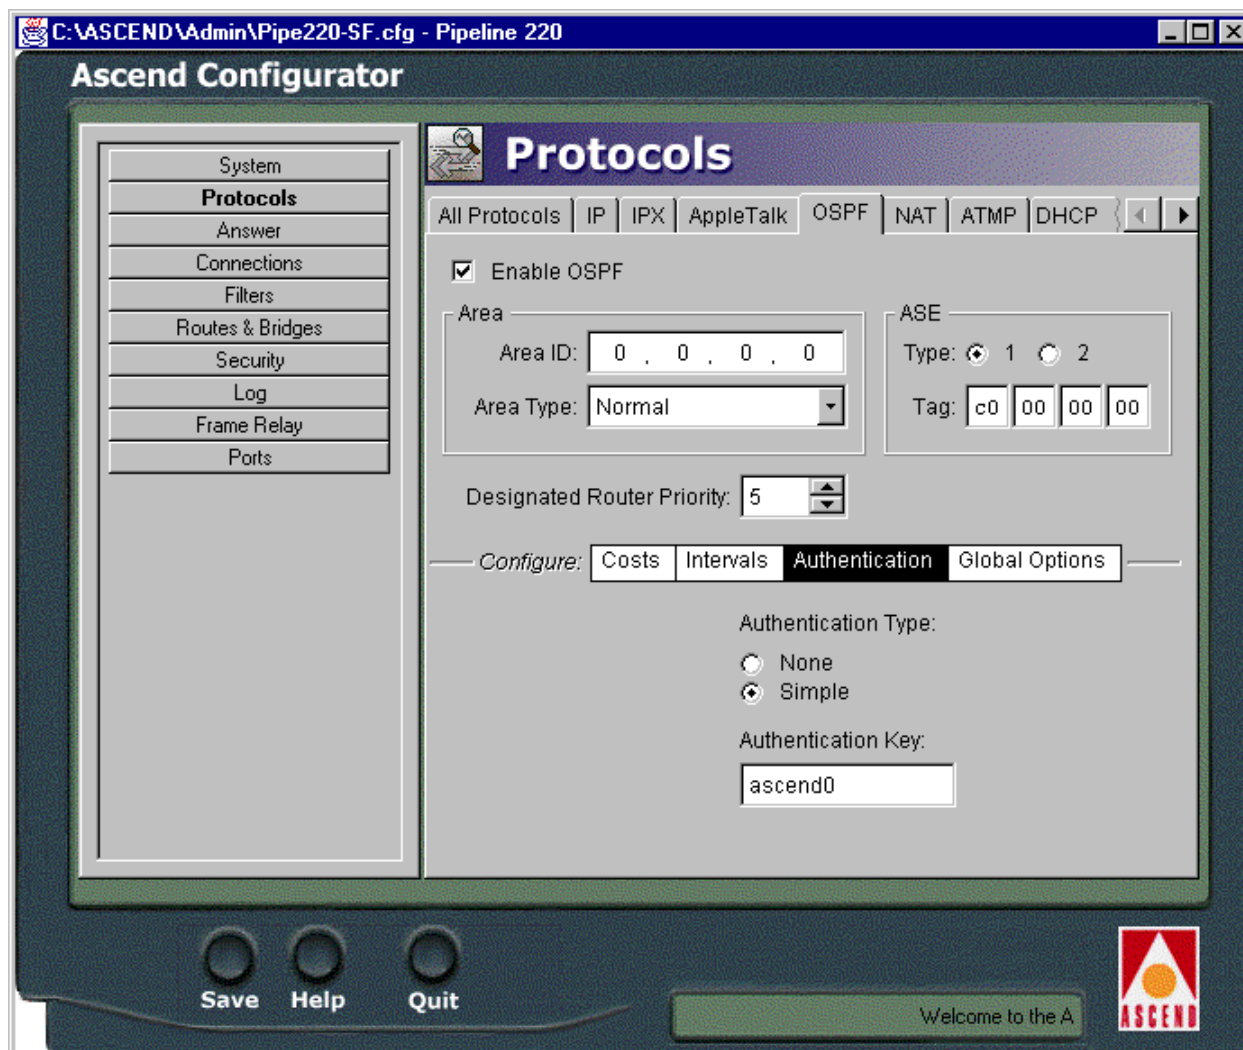 C:\ASCEND\Admin\Pipe220-SF.cfg - Pipeline 220
Ascend Configurator
System
Protocols
Answer
Connections
Filters
Routes & Bridges
Security
Log
Frame Relay
Ports
Protocols
All Protocols IP IPX AppleTalk OSPF NAT ATMP DHCP
Enable OSPF
Area
Area ID: 0 . 0 . 0 . 0
Area Type: Normal
ASE
Type: 1 2
Tag: c0 00 00 00
Designated Router Priority: 5
Configure: Costs Intervals Authentication Global Options
Authentication Type:
None
Simple
Authentication Key:
ascend0
Save Help Quit
Welcome to the A
ASCEND